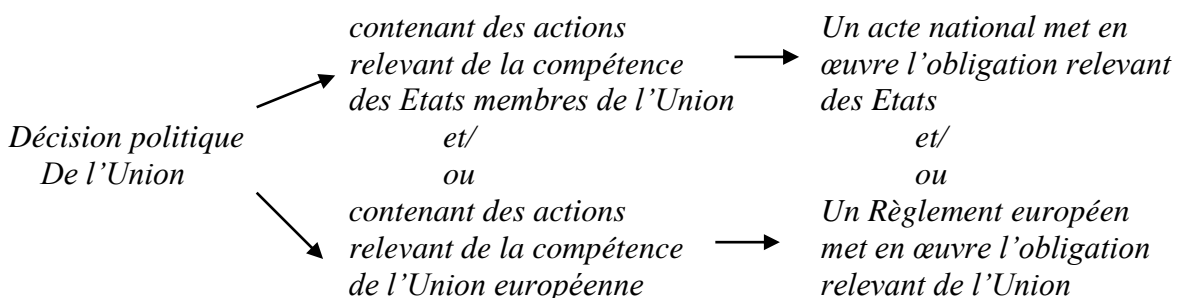 Décision politique
De l’Union
contenant des actions
relevant de la compétence
des Etats membres de l’Union
et/
ou
contenant des actions
relevant de la compétence
de l’Union européenne
Un acte national met en
œuvre l’obligation relevant
des Etats
et/
ou
Un Règlement européen
met en œuvre l’obligation
relevant de l’Union